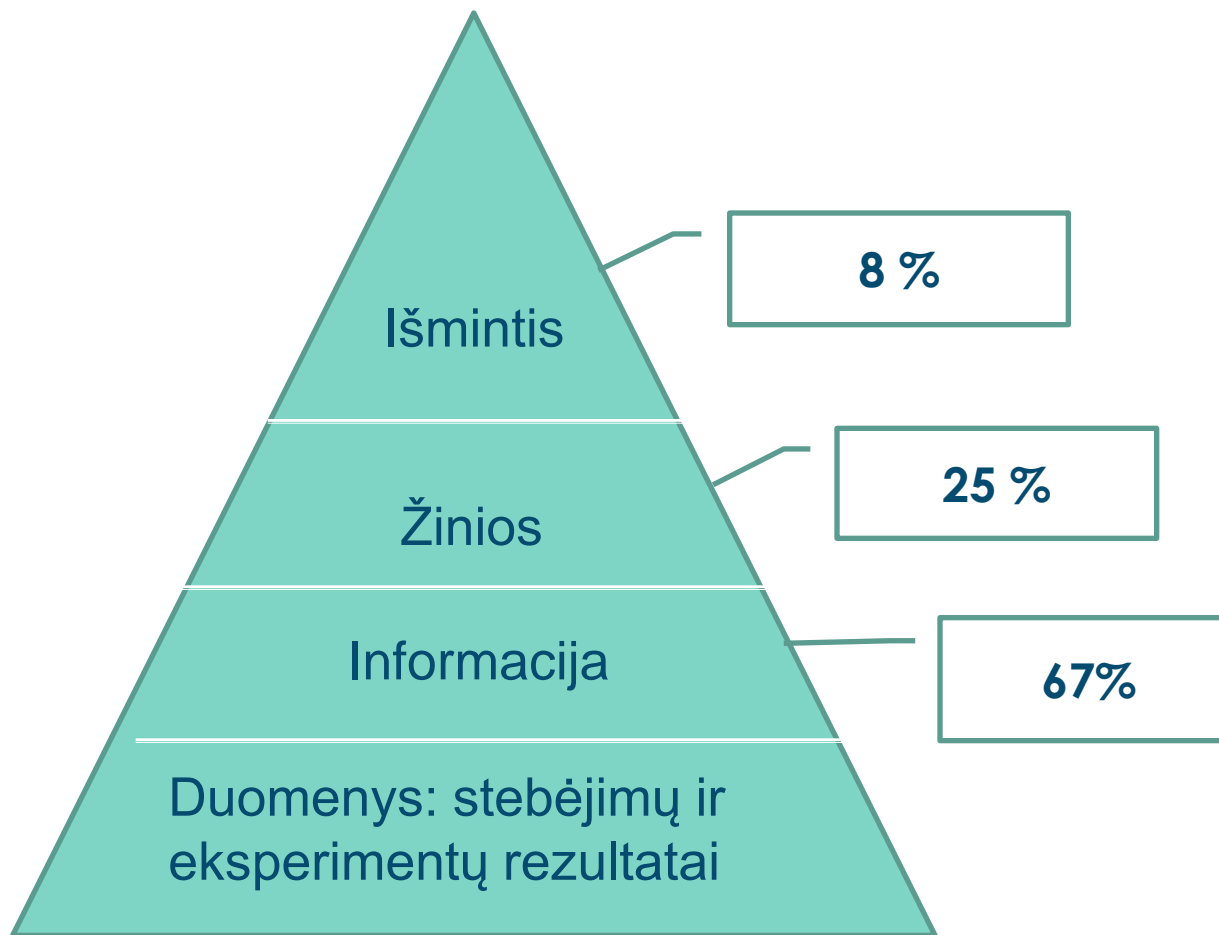 8 %
Išmintis
25 %
Žinios
Informacija
67%
Duomenys: stebėjimų ir
eksperimentų rezultatai